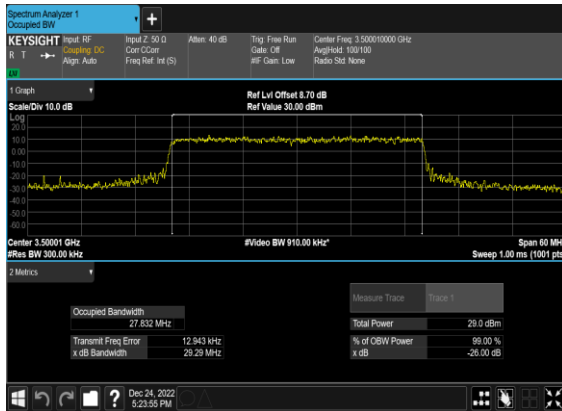 Spectrum Analyzer 1
Occupied BW
+
KEYSIGHT
R T
LXI
Input: RF
Coupling: DC
Align: Auto
Input Z: 50 Ω
Corr CCorr
Freq Ref: Int (S)
Atten: 40 dB
Trig: Free Run
Gate: Off
#IF Gain: Low
Center Freq: 3.500010000 GHz
Avg|Hold: 100/100
Radio Std: None
1 Graph
Scale/Div 10.0 dB
Ref Lvl Offset 8.70 dB
Ref Value 30.00 dBm
Log
20.0
10.0
0.00
-10.0
-20.0
-30.0
-40.0
-50.0
-60.0
Center 3.50001 GHz
#Res BW 300.00 kHz
#Video BW 910.00 kHz*
Span 60 MH
Sweep 1.00 ms (1001 pts
2 Metrics
Occupied Bandwidth
27.832 MHz
Transmit Freq Error 12.943 kHz
x dB Bandwidth 29.29 MHz
Measure Trace Trace 1
Total Power 29.0 dBm
% of OBW Power 99.00 %
x dB -26.00 dB
?
Dec 24, 2022
5:23:55 PM